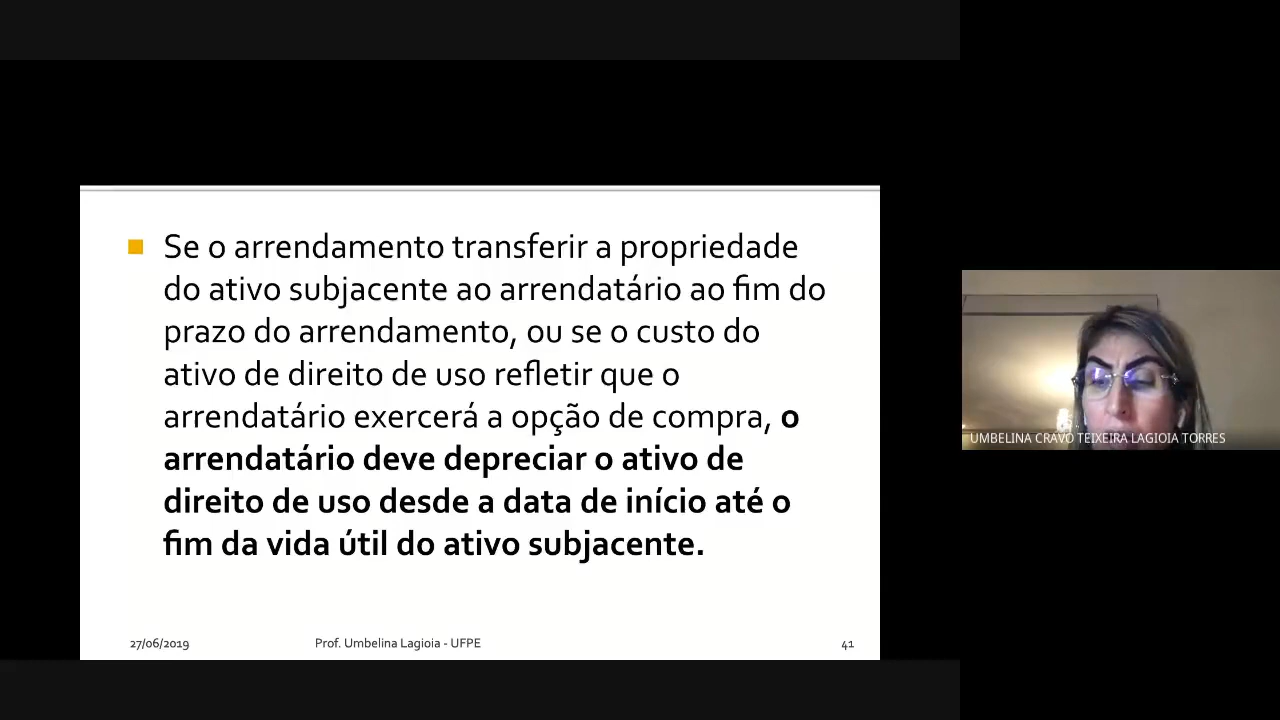 Se o arrendamento transferir a propriedade
do ativo subjacente ao arrendatário ao fim do
prazo do arrendamento, ou se o custo do
ativo de direito de uso refletir que o
arrendatário exercerá a opção de compra, o
arrendatário deve depreciar o ativo de
direito de uso desde a data de início até o
fim da vida útil do ativo subjacente.
27/06/2019
Prof. Umbelina Lagioia - UFPE
41
UMBELINA CRAVO TEIXEIRA LAGIOIA TORRES